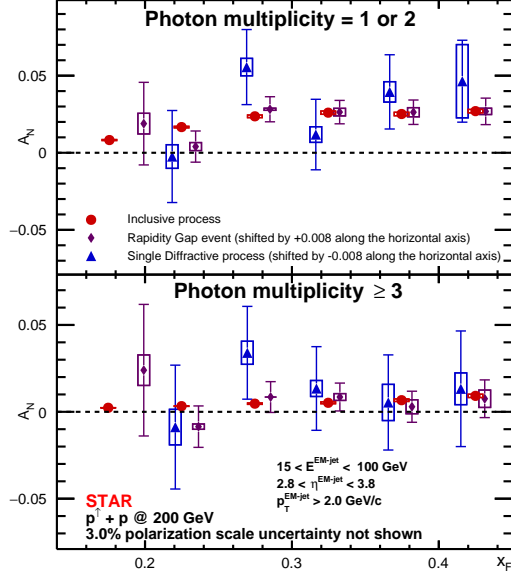 Photon multiplicity = 1 or 2
A_N
0.05
0
−0.05
Inclusive process
Rapidity Gap event (shifted by +0.008 along the horizontal axis)
Single Diffractive process (shifted by -0.008 along the horizontal axis)
Photon multiplicity ≥ 3
A_N
0.05
0
−0.05
15 < E^EM-jet < 100 GeV
2.8 < η^EM-jet < 3.8
p_T^EM-jet > 2.0 GeV/c
STAR
p^↑ + p @ 200 GeV
3.0% polarization scale uncertainty not shown
0.2 0.3 0.4 x_F